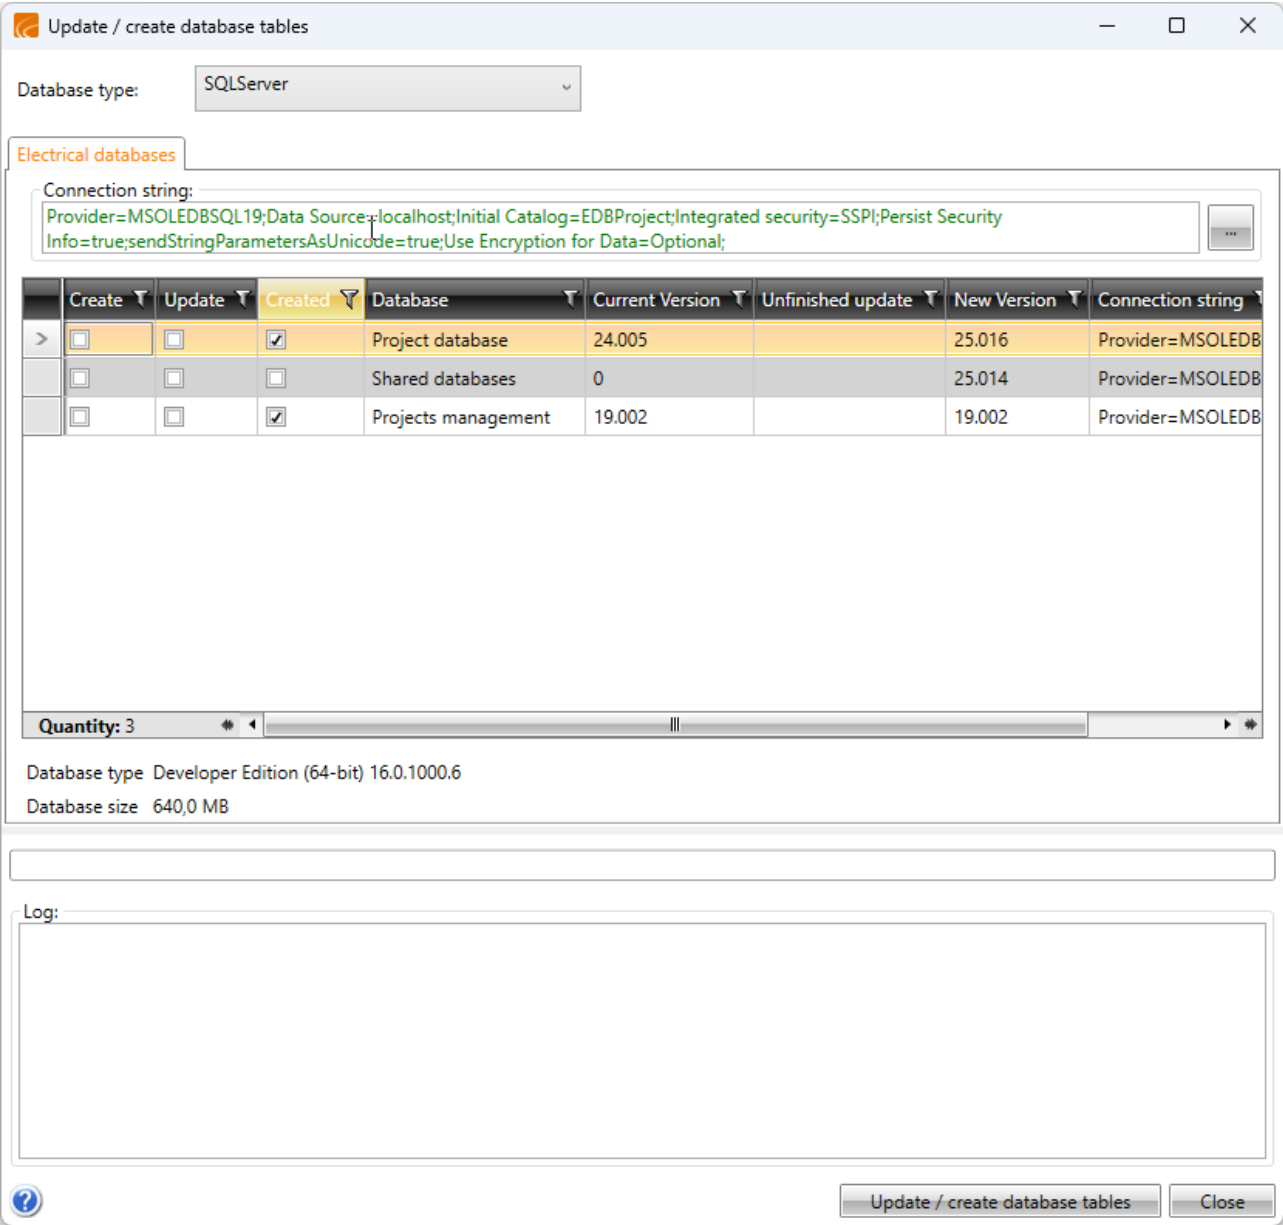 Update / create database tables
Database type:
SQLServer
Electrical databases
Connection string:
Provider=MSOLEDBSQL19;Data Source=localhost;Initial Catalog=EDBProject;Integrated security=SSPI;Persist Security
Info=true;sendStringParametersAsUnicode=true;Use Encryption for Data=Optional;
...
Create Update Created Database Current Version Unfinished update New Version Connection string
Project database 24.005 25.016 Provider=MSOLEDB
Shared databases 0 25.014 Provider=MSOLEDB
Projects management 19.002 19.002 Provider=MSOLEDB
Quantity: 3
Database type Developer Edition (64-bit) 16.0.1000.6
Database size 640,0 MB
Log:
Update / create database tables Close